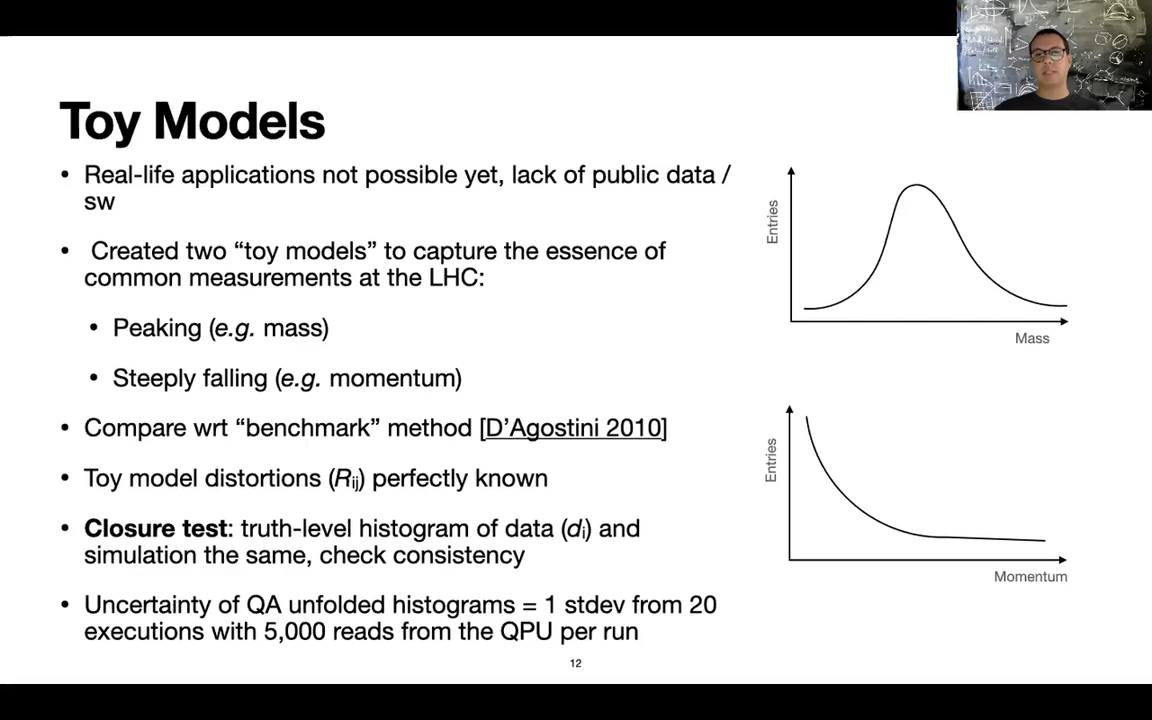 Toy Models
• Real-life applications not possible yet, lack of public data /
sw
• Created two “toy models” to capture the essence of
common measurements at the LHC:
• Peaking (e.g. mass)
• Steeply falling (e.g. momentum)
• Compare wrt “benchmark” method [D’Agostini 2010]
• Toy model distortions (Rij) perfectly known
• Closure test: truth-level histogram of data (di) and
simulation the same, check consistency
• Uncertainty of QA unfolded histograms = 1 stdev from 20
executions with 5,000 reads from the QPU per run
Entries
Mass
Entries
Momentum
12